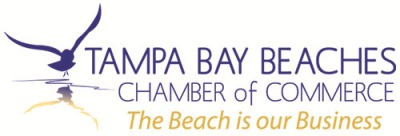 TAMPA BAY BEACHES
CHAMBER of COMMERCE
The Beach is our Business